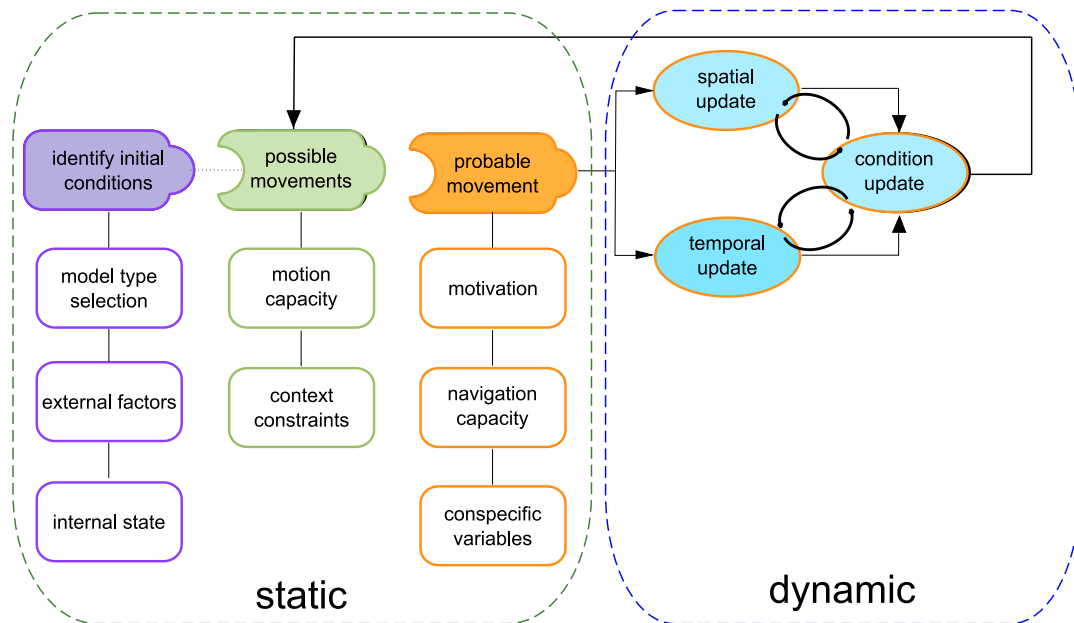 identify initial
conditions
model type
selection
external factors
internal state
possible
movements
motion
capacity
context
constraints
probable
movement
motivation
navigation
capacity
conspecific
variables
static
spatial
update
condition
update
temporal
update
dynamic